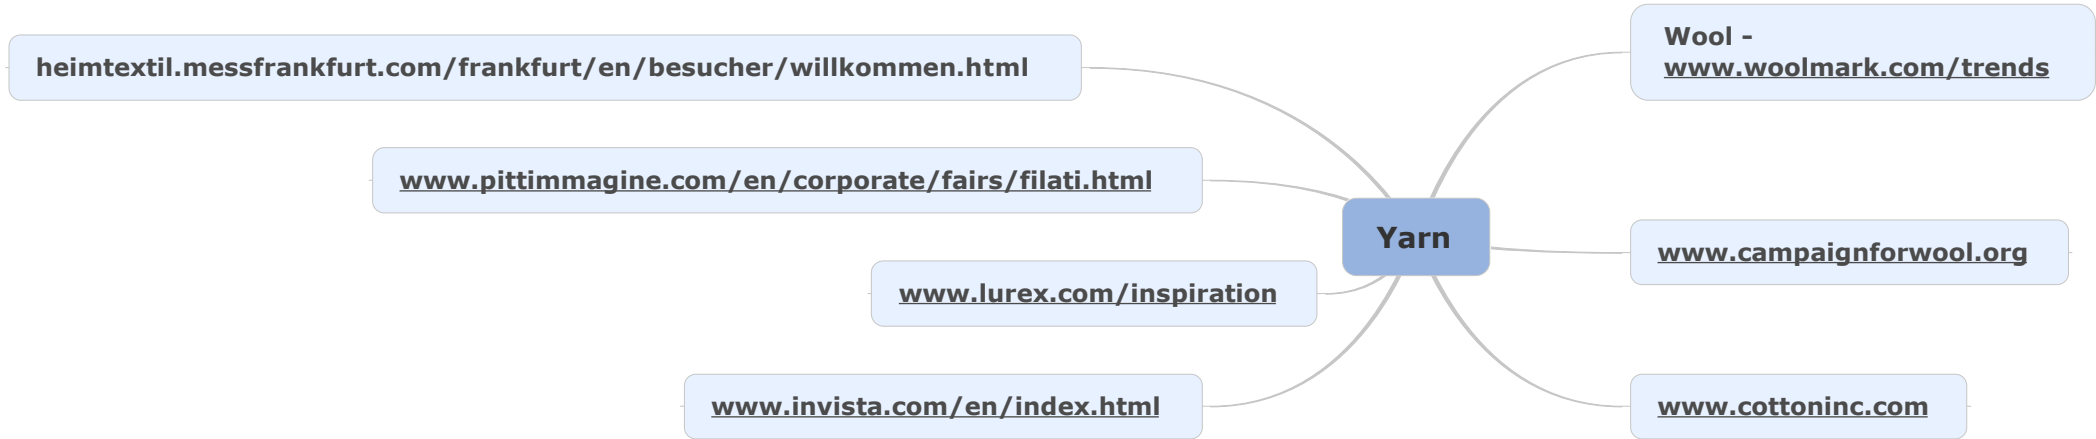 heimtextil.messfrankfurt.com/frankfurt/en/besucher/willkommen.html
www.pittimmagine.com/en/corporate/fairs/filati.html
www.lurex.com/inspiration
www.invista.com/en/index.html
Yarn
Wool -
www.woolmark.com/trends
www.campaignforwool.org
www.cottoninc.com